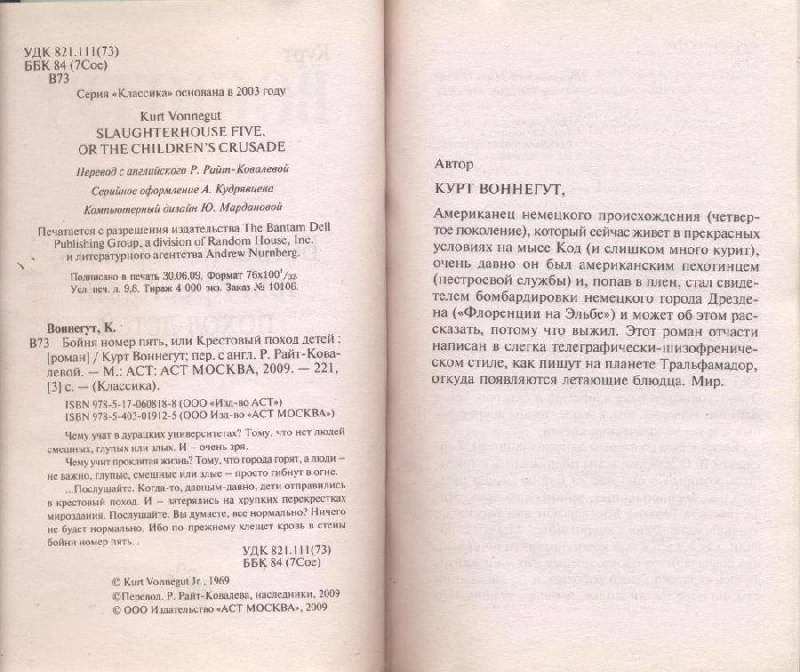 УДК 821.111(73)
ББК 84 (7Сое)
В73
Серия «Классика» основана в 2003 году
Kurt Vonnegut
SLAUGHTERHOUSE FIVE,
OR THE CHILDREN'S CRUSADE
Перевод с английского Р. Райт-Ковалевой
Серийное оформление А. Кудрявцева
Компьютерный дизайн Ю. Мардановой
Печатается с разрешения издательства The Bantam Dell
Publishing Group, a division of Random House, Inc.
и литературного агентства Andrew Nurnberg.
Подписано в печать 30.06.09. Формат 76x100 1/32.
Усл. печ. л. 9,8. Тираж 4 000 экз. Заказ № 10106.
Воннегут, К.
В73 Бойня номер пять, или Крестовый поход детей :
[роман] / Курт Воннегут; пер. с англ. Р. Райт-Кова-
левой. — М.: АСТ: АСТ МОСКВА, 2009. — 221,
[3] с. — (Классика).
ISBN 978-5-17-060818-8 (ООО «Изд-во АСТ»)
ISBN 978-5-403-01912-5 (ООО Изд-во «АСТ МОСКВА»)
Чему учат в дурацких университетах? Тому, что нет людей
смешных, глупых или злых. И — очень зря.
Чему учит проклятая жизнь? Тому, что города горят, а люди –
не важно, глупые, смешные или злые — просто гибнут в огне.
...Послушайте. Когда-то, давным-давно, дети отправились
в крестовый поход. И — затерялись на хрупких перекрестках
мироздания. Послушайте. Вы думаете, все нормально? Ничего
не будет нормально. Ибо по-прежнему хлещет кровь в стены
бойни номер пять...
УДК 821.111(73)
ББК 84 (7Сое)
© Kurt Vonnegut Jr., 1969
©Перевод. Р. Райт-Ковалева, наследники, 2009
© ООО Издательство «АСТ МОСКВА», 2009
Автор
КУРТ ВОННЕГУТ,
Американец немецкого происхождения (четвер-
тое поколение), который сейчас живет в прекрасных
условиях на мысе Код (и слишком много курит),
очень давно он был американским пехотинцем
(нестроевой службы) и, попав в плен, стал свиде-
телем бомбардировки немецкого города Дрезде-
на («Флоренции на Эльбе») и может об этом рас-
сказать, потому что выжил. Этот роман отчасти
написан в слегка телеграфически-шизофреничес-
ком стиле, как пишут на планете Тральфамадор,
откуда появляются летающие блюдца. Мир.